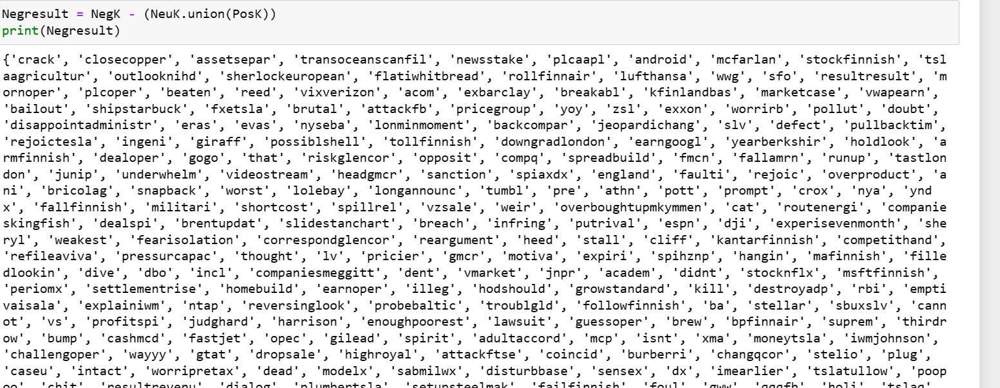 Negresult = NegK - (NeuK.union(PosK))
print(Negresult)
{'crack', 'closecopper', 'assetsepar', 'transoceanscanfil', 'newsstake', 'plcaapl', 'android', 'mcfarlan', 'stockfinnish', 'tsl
aagricultur', 'outlooknihd', 'sherlockeuropean', 'flatiwhitbread', 'rollfinnair', 'lufthansa', 'wwg', 'sfo', 'resultresult', 'm
ornoper', 'plcoper', 'beaten', 'reed', 'vixverizon', 'acom', 'exbarclay', 'breakabl', 'kfinlandbas', 'marketcase', 'vwapearn',
'bailout', 'shipstarbuck', 'fxetsla', 'brutal', 'attackfb', 'pricegroup', 'yoy', 'zsl', 'exxon', 'worrirb', 'pollut', 'doubt',
'disappointadministr', 'eras', 'evas', 'nyseba', 'lonminmoment', 'backcompar', 'jeopardichang', 'slv', 'defect', 'pullbacktim',
'rejoictesla', 'ingeni', 'giraff', 'possiblshell', 'tollfinnish', 'downgradlondon', 'earngoogl', 'yearberkshir', 'holdlook', 'a
rmfinnish', 'dealoper', 'gogo', 'that', 'riskglencor', 'opposit', 'compq', 'spreadbuild', 'fmcn', 'fallamrn', 'runup', 'tastlon
don', 'junip', 'underwhelm', 'videostream', 'headgmcr', 'sanction', 'spiaxdx', 'england', 'faulti', 'rejoic', 'overproduct', 'a
ni', 'bricolag', 'snapback', 'worst', 'lolebay', 'longannounc', 'tumbl', 'pre', 'athn', 'pott', 'prompt', 'crox', 'nya', 'ynd
x', 'fallfinnish', 'militari', 'shortcost', 'spillrel', 'vzsale', 'weir', 'overboughtupmkymmen', 'cat', 'routenergi', 'companie
skingfish', 'dealspi', 'brentupdat', 'slidestanchart', 'breach', 'infring', 'putrival', 'espn', 'dji', 'experisevenmonth', 'she
ryl', 'weakest', 'fearisolation', 'correspondglencor', 'reargument', 'heed', 'stall', 'cliff', 'kantarfinnish', 'competithand',
'refileaviva', 'pressurcapac', 'thought', 'lv', 'pricier', 'gmcr', 'motiva', 'expiri', 'spihznp', 'hangin', 'mafinnish', 'fille
dlookin', 'dive', 'dbo', 'incl', 'companiesmeggitt', 'dent', 'vmarket', 'jnpr', 'academ', 'didnt', 'stocknflx', 'msftfinnish',
'periomx', 'settlementrise', 'homebuild', 'earnoper', 'illeg', 'hodshould', 'growstandard', 'kill', 'destroyadp', 'rbi', 'empti
vaisala', 'explainiwm', 'ntap', 'reversinglook', 'probebaltic', 'troublgld', 'followfinnish', 'ba', 'stellar', 'sbuxslv', 'cann
ot', 'vs', 'profitspi', 'judghard', 'harrison', 'enoughpoorest', 'lawsuit', 'guessoper', 'brew', 'bpfinnair', 'suprem', 'thirdr
ow', 'bump', 'cashmcd', 'fastjet', 'opec', 'gilead', 'spirit', 'adultaccord', 'mcp', 'isnt', 'xma', 'moneytsla', 'iwmjohnson',
'challengoper', 'wayyy', 'gtat', 'dropsale', 'highroyal', 'attackftse', 'coincid', 'burberri', 'changqcor', 'stelio', 'plug',
'caseu', 'intact', 'worripretax', 'dead', 'modelx', 'sabmilwx', 'disturbbase', 'sensex', 'dx', 'imearlier', 'tslatullow', 'poop